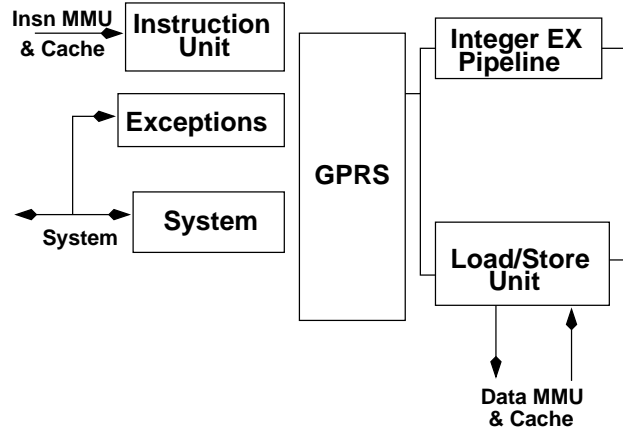 Insn MMU
& Cache
Instruction
Unit
Exceptions
System
System
GPRS
Integer EX
Pipeline
Load/Store
Unit
Data MMU
& Cache